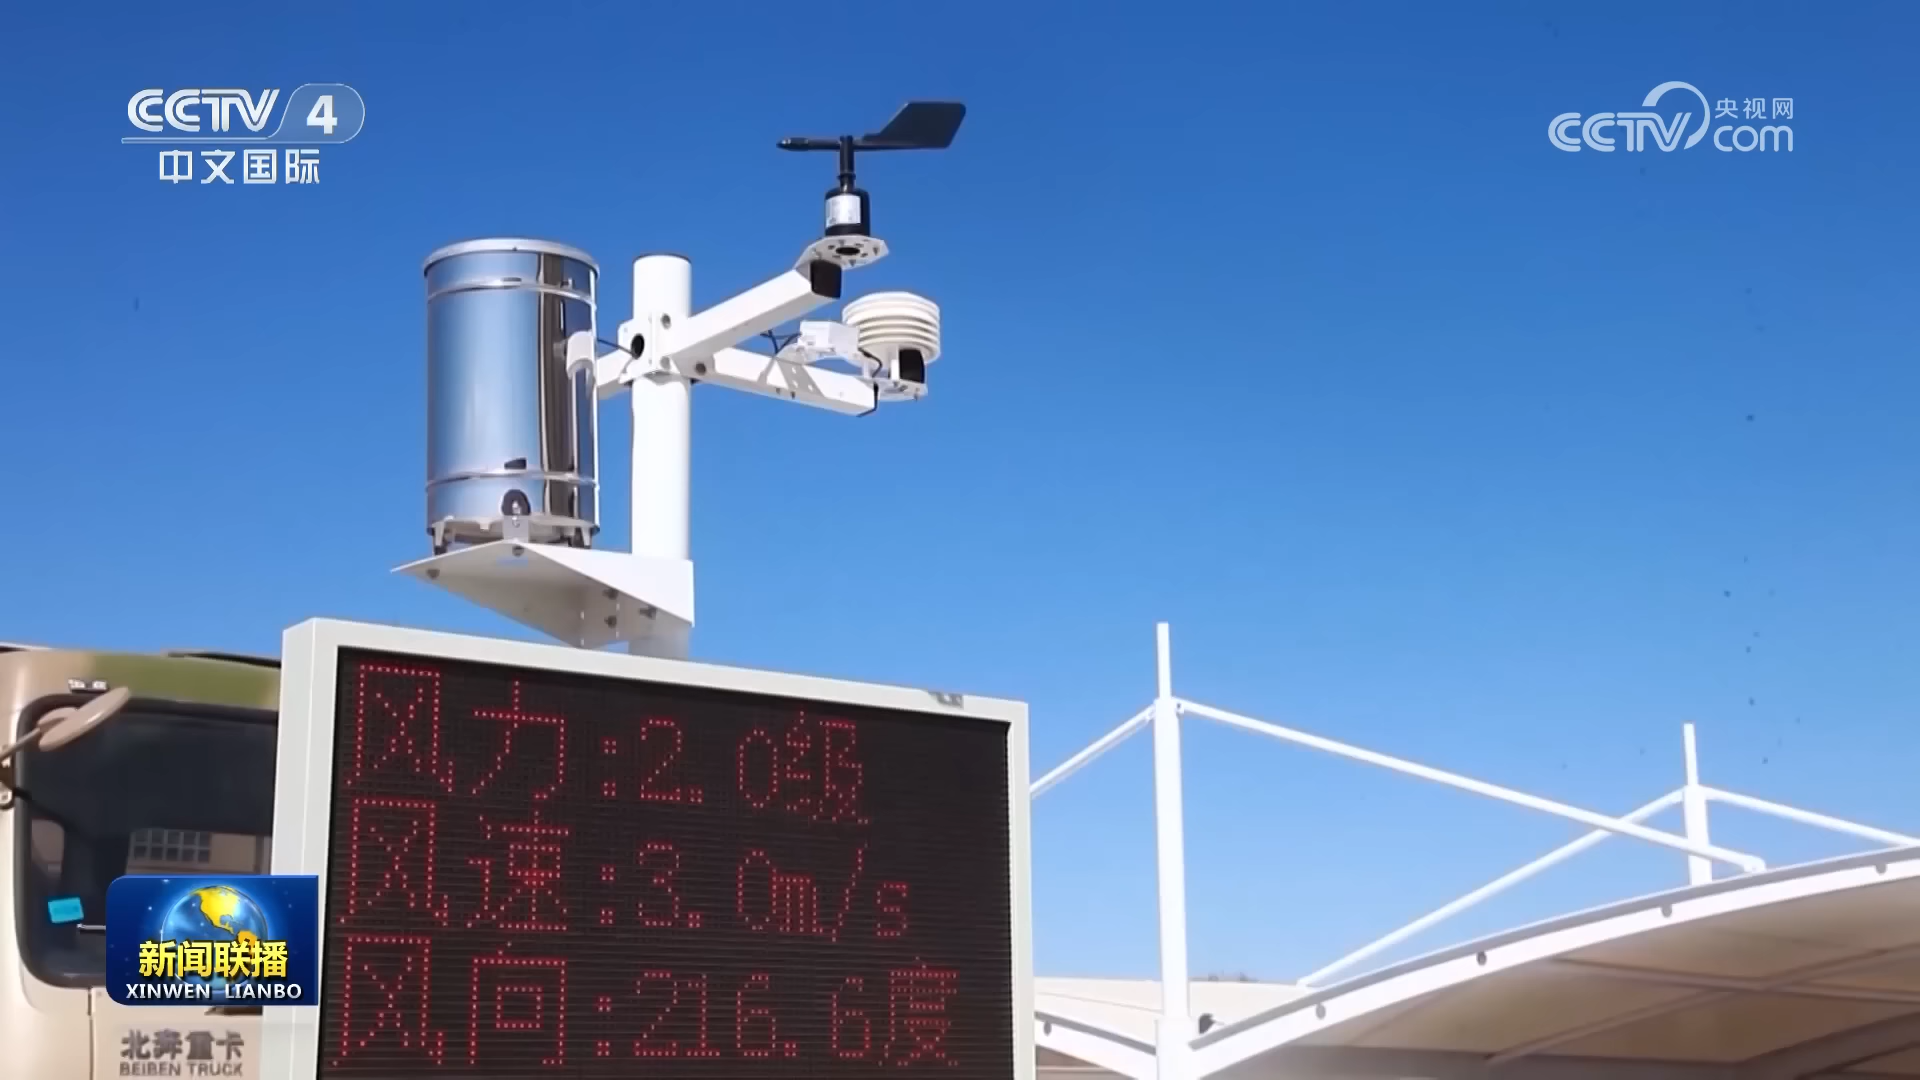 CCTV 4
中文国际
央视网
CCTV.com
风力:2.0级
风速:3.0m/s
风向:216.6度
新闻联播
XINWEN LIANBO
北奔重卡
BEIBEN TRUCK